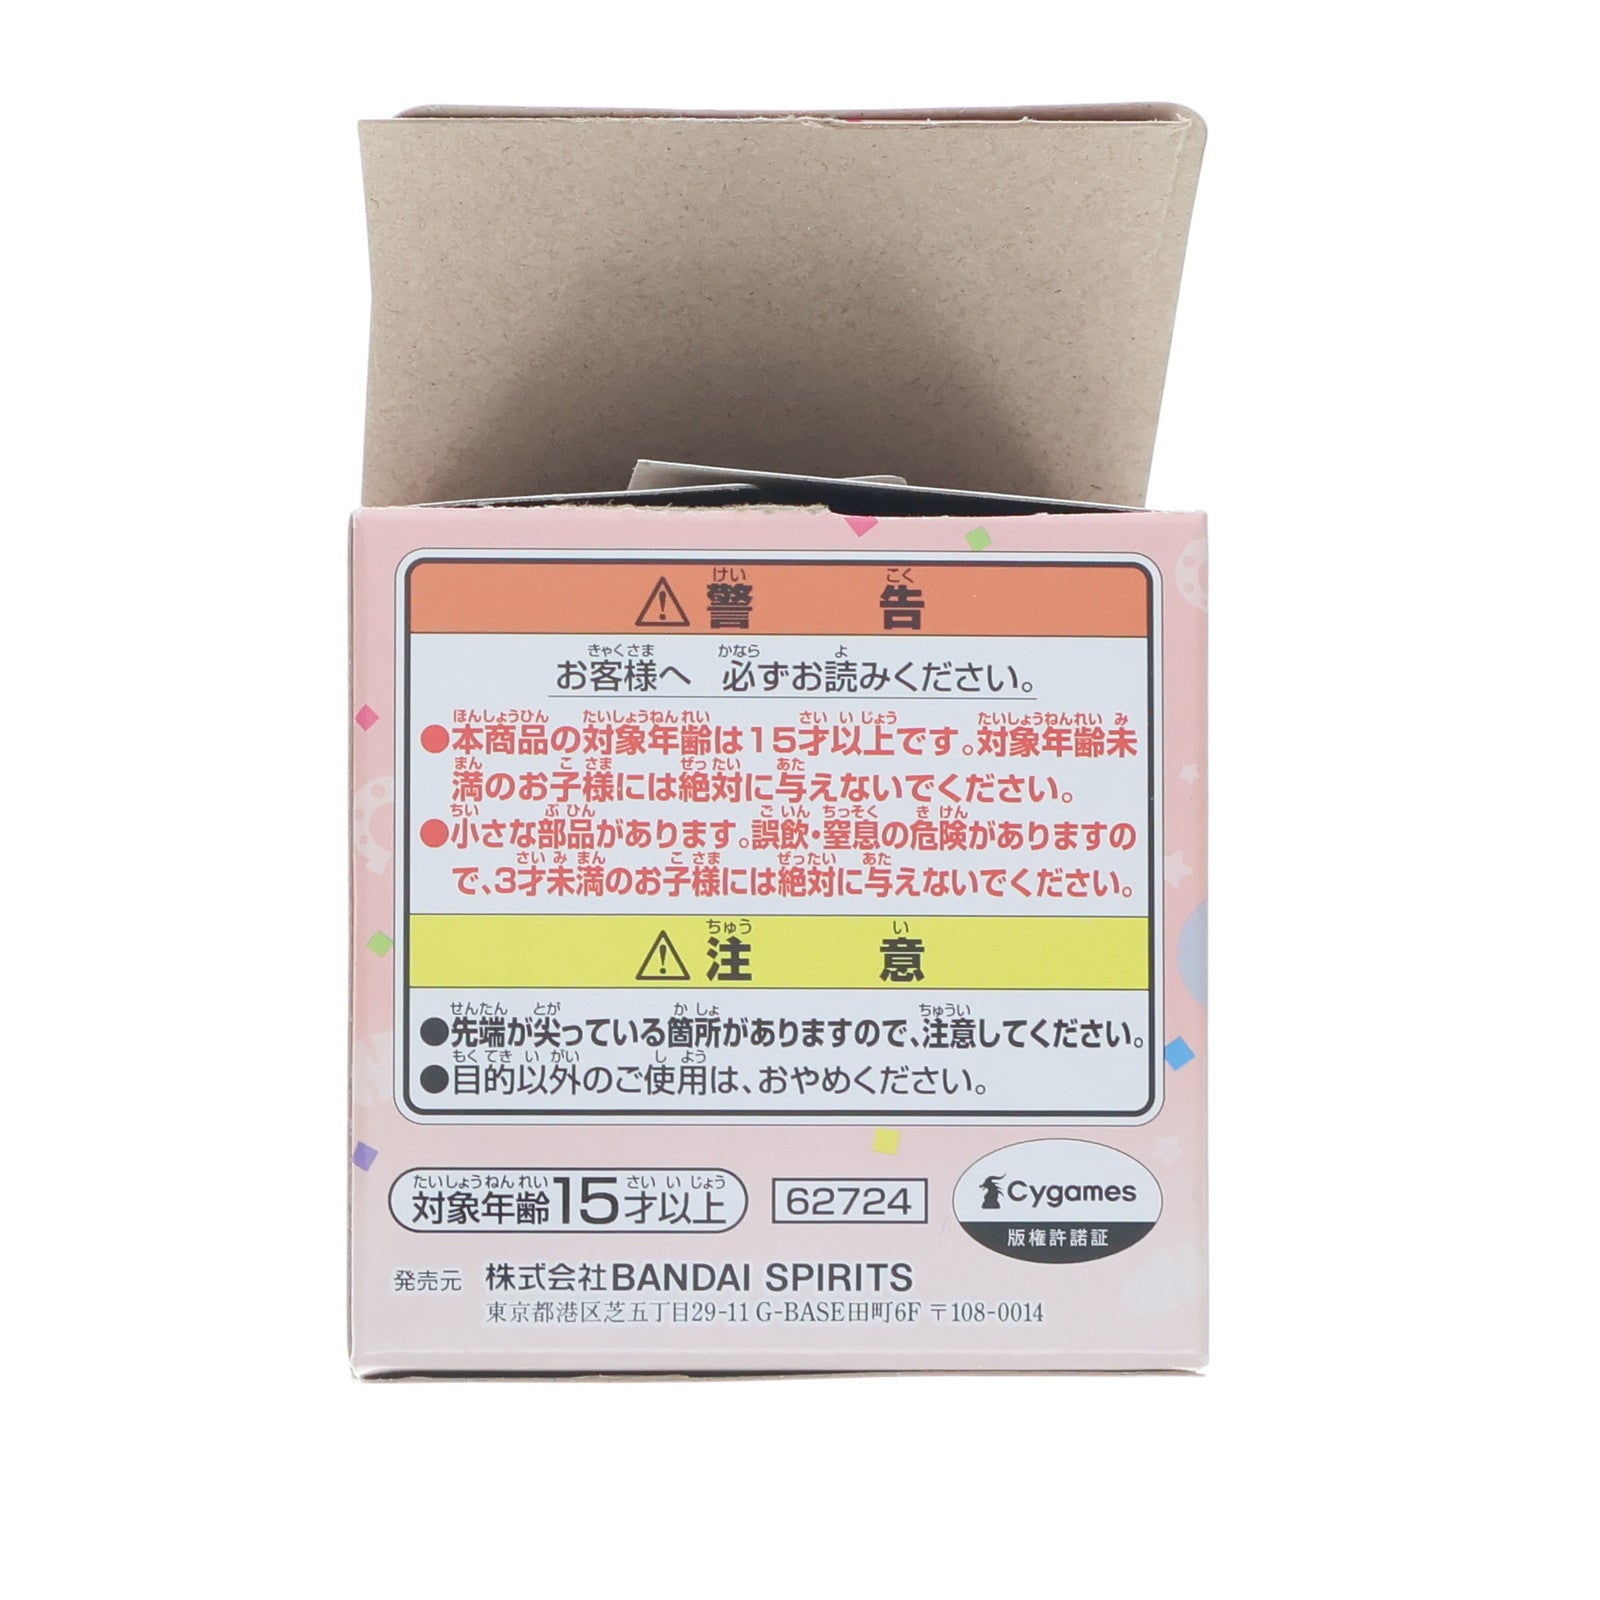 ⚠警告
お客様へ 必ずお読みください。
●本商品の対象年齢は15才以上です。対象年齢未
満のお子様には絶対に与えないでください。
●小さな部品があります。誤飲・窒息の危険がありますの
で、3才未満のお子様には絶対に与えないでください。
⚠注意
●先端が尖っている箇所がありますので、注意してください。
●目的以外のご使用は、おやめください。
対象年齢15才以上
62724
Cygames
版権許諾証
発売元 株式会社BANDAI SPIRITS
東京都港区芝五丁目29-11 G-BASE田町6F 〒108-0014